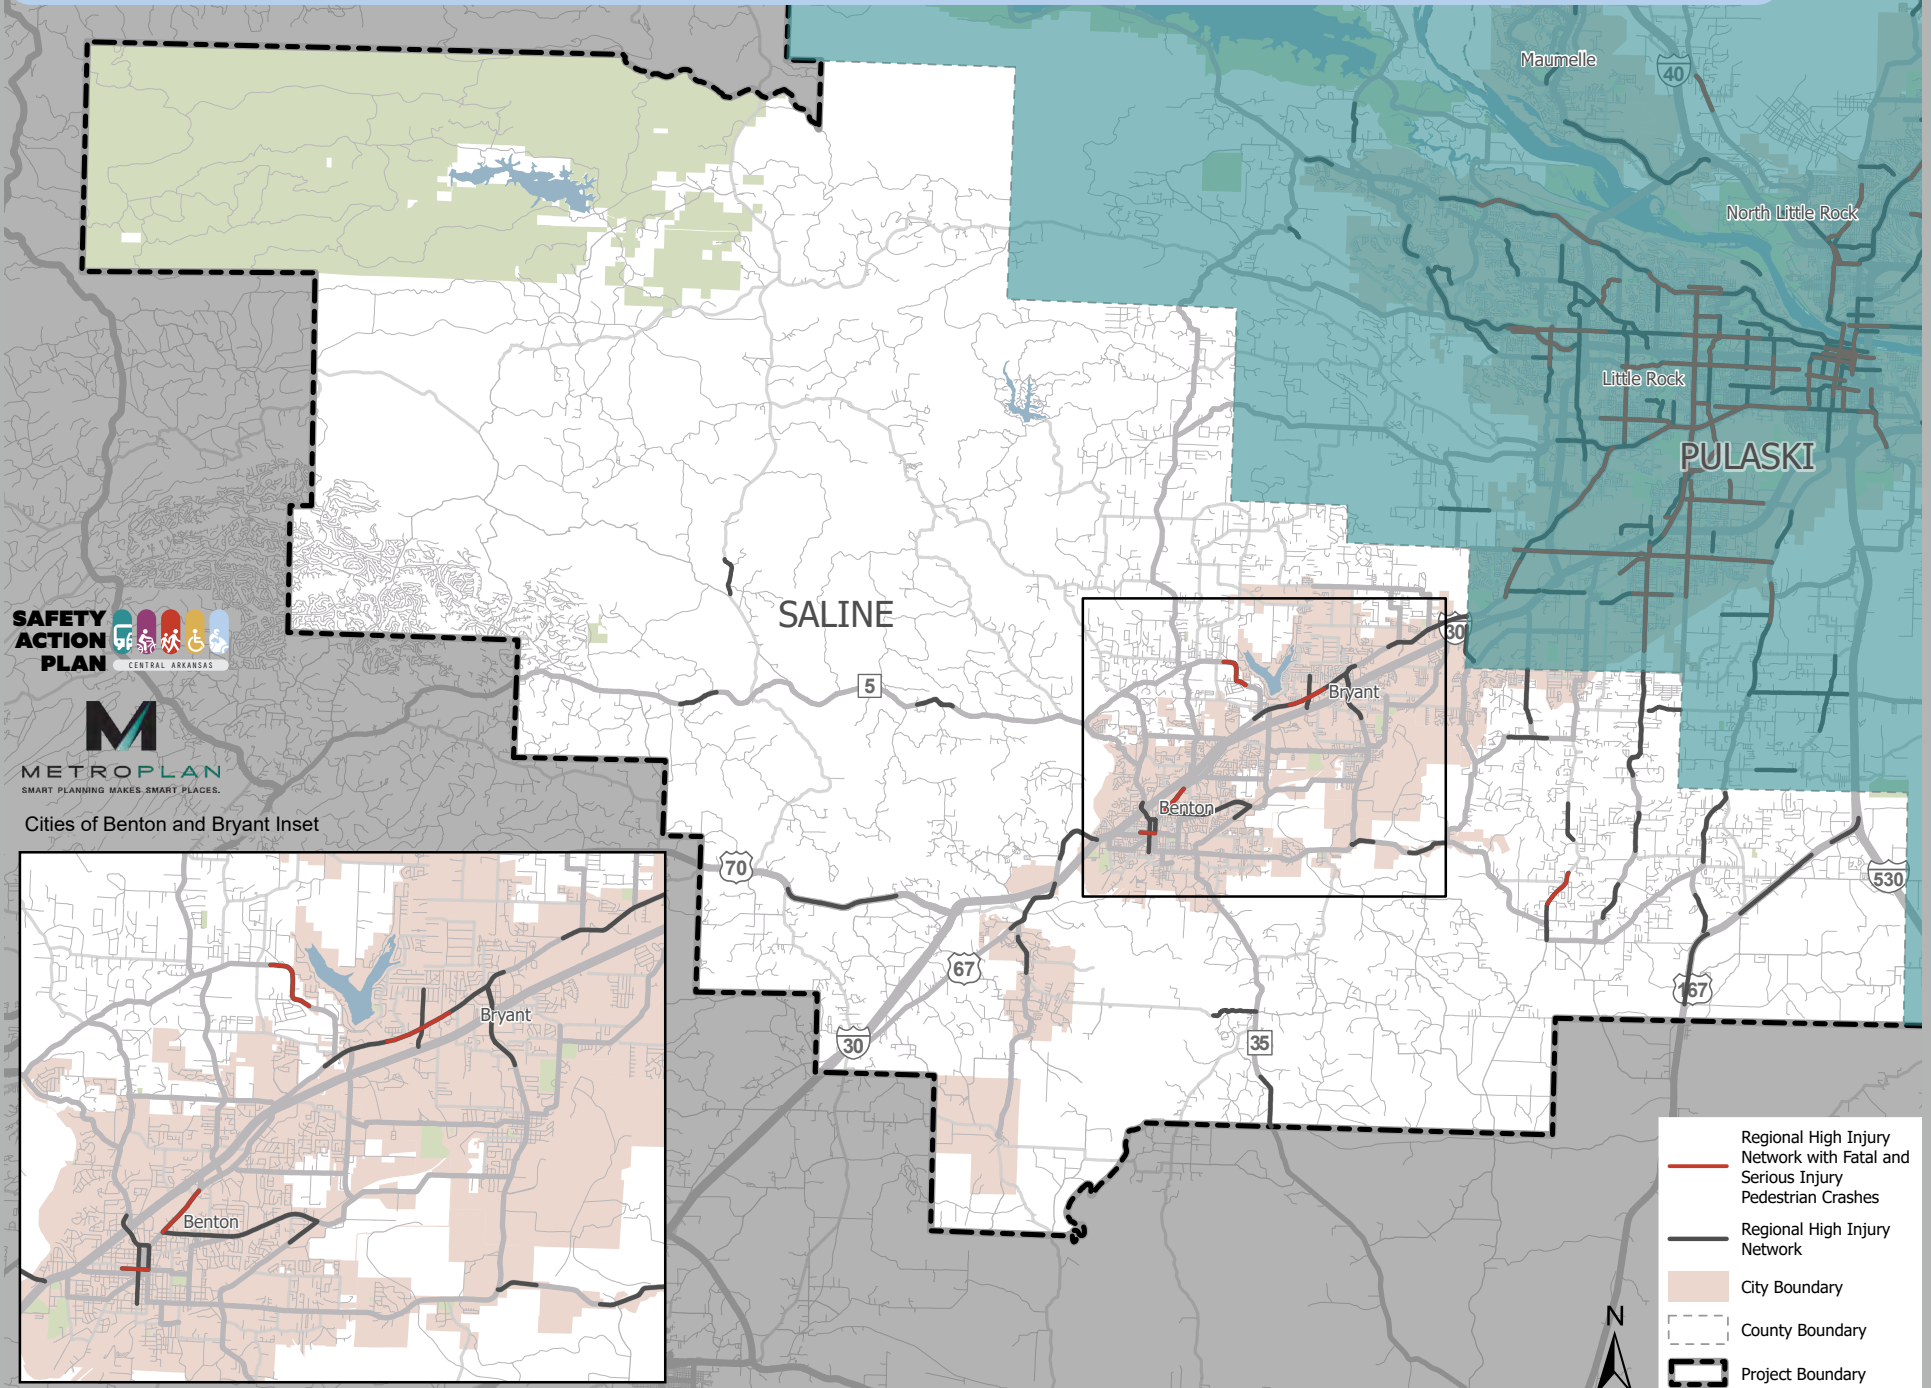 Maumelle
40
North Little Rock
Little Rock
PULASKI
SALINE
SAFETY
ACTION
PLAN
CENTRAL ARKANSAS
30
5
Bryant
METROPLAN
SMART PLANNING MAKES SMART PLACES.
Benton
Cities of Benton and Bryant Inset
70
530
67
167
30
35
Bryant
Benton
Regional High Injury
Network with Fatal and
Serious Injury
Pedestrian Crashes
Regional High Injury
Network
City Boundary
County Boundary
Project Boundary
N